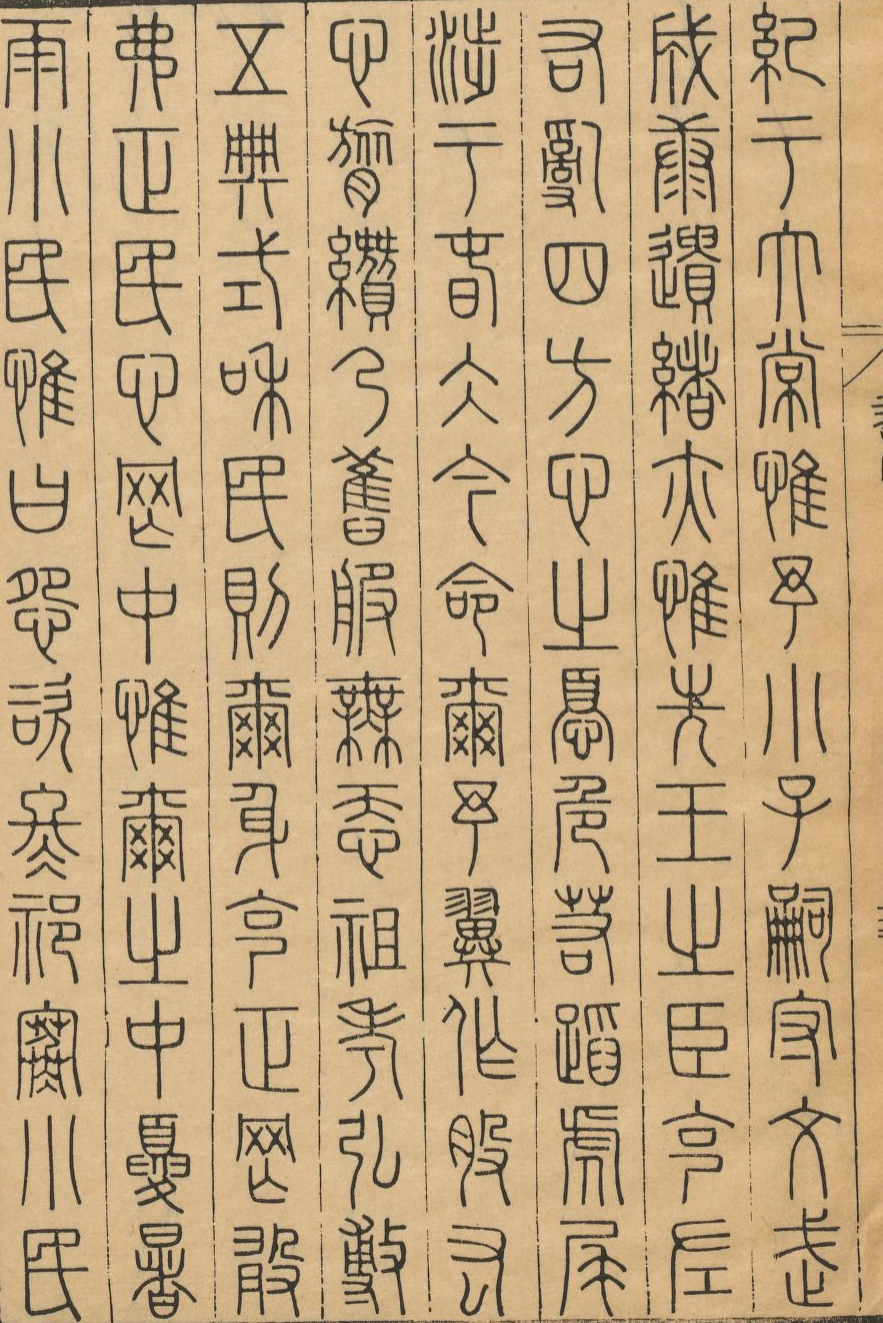 紀于大常惟予小子嗣守文武
成康遺緒亦惟先王之臣克左
右亂四方心之憂危若蹈虎尾
涉于春冰今命爾予翼作股肱
心膂纘乃舊服無忝祖考弘敷
五典式和民則爾身克正罔敢
弗正民心罔中惟爾之中夏暑
雨小民惟曰怨諮冬祁寒小民